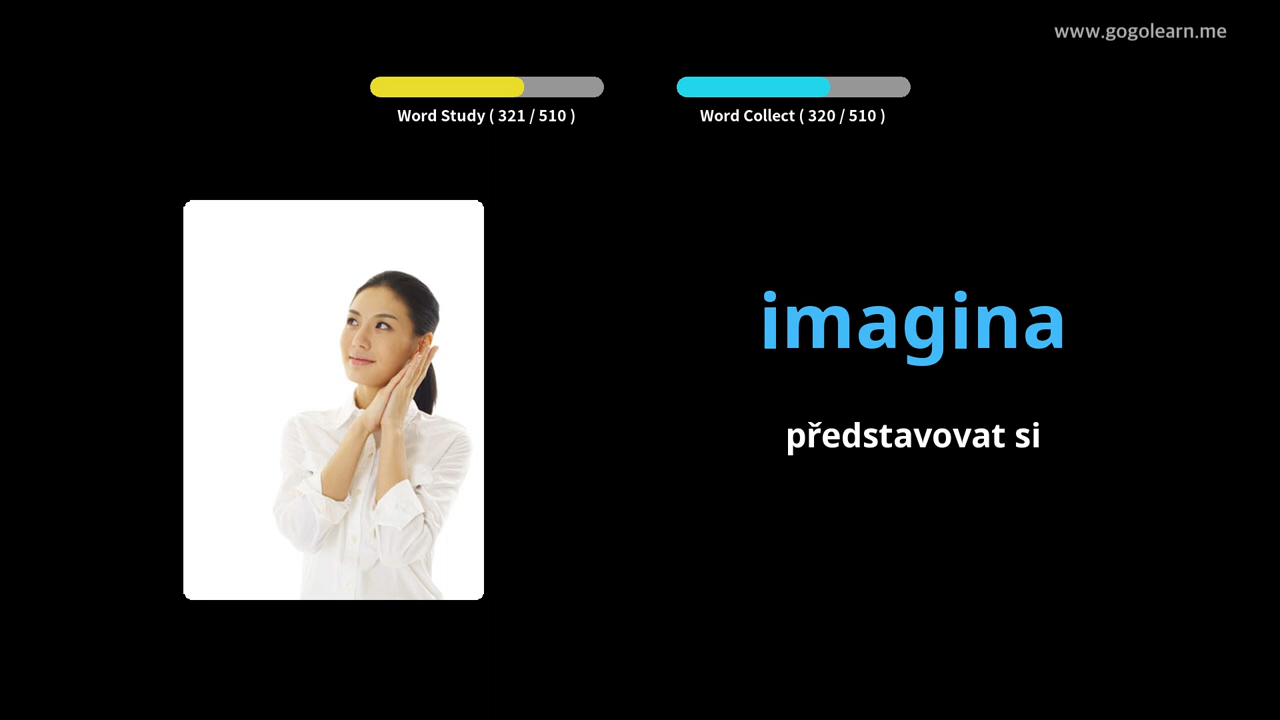 www.gogolearn.me
Word Study ( 321 / 510 )
Word Collect ( 320 / 510 )
imagina
představovat si